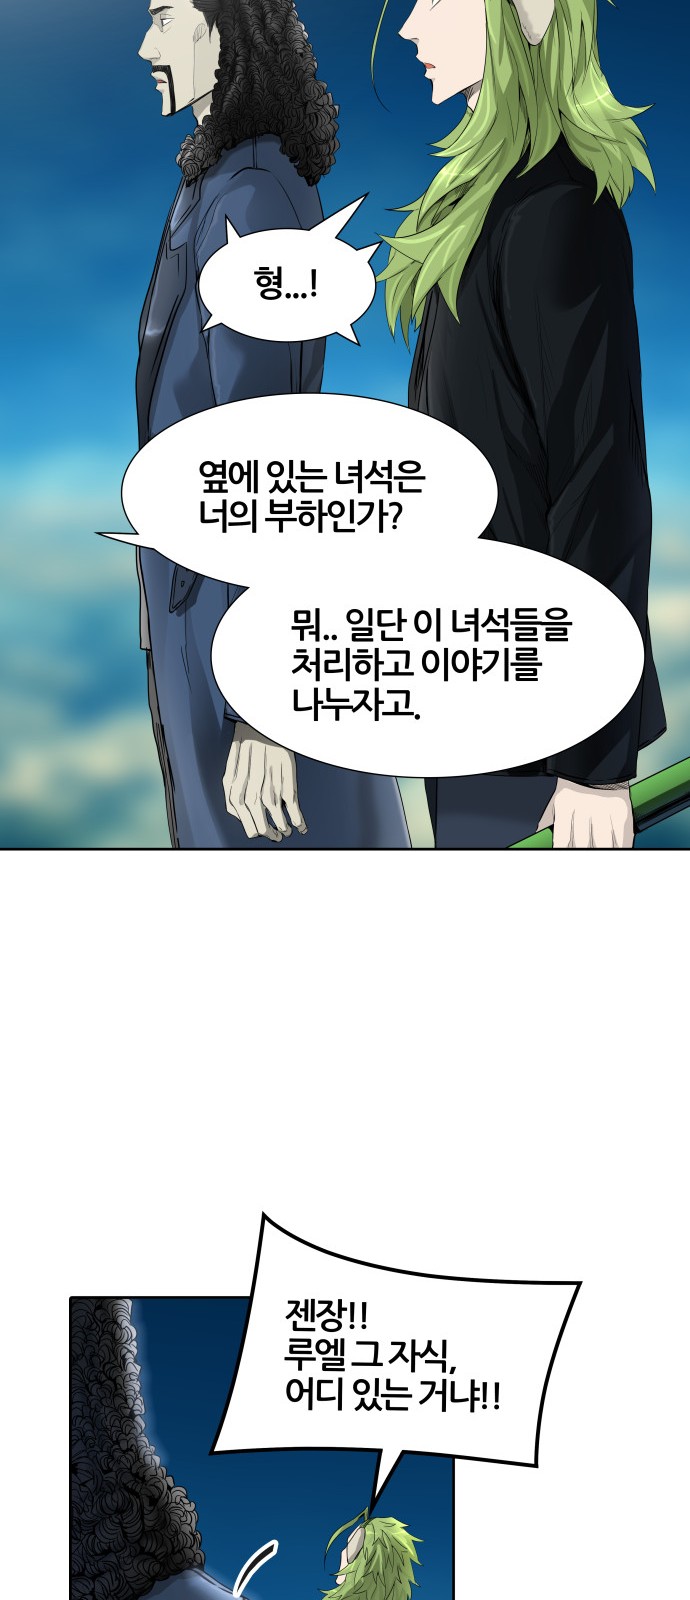 형...!
옆에 있는 녀석은
너의 부하인가?
뭐.. 일단 이 녀석들을
처리하고 이야기를
나누자고.
젠장!!
루엘 그 자식,
어디 있는 거냐!!